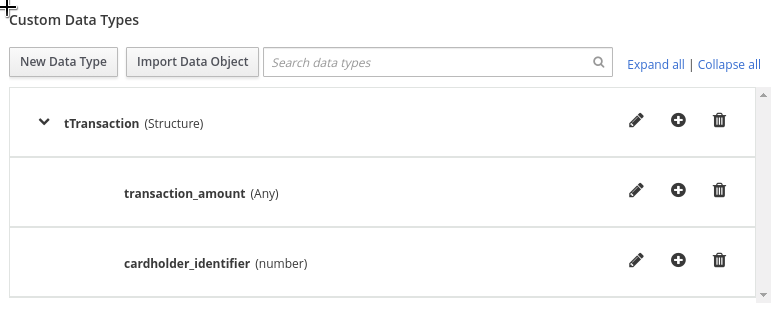 Custom Data Types
New Data Type Import Data Object Search data types Expand all | Collapse all
tTransaction (Structure)
transaction_amount (Any)
cardholder_identifier (number)